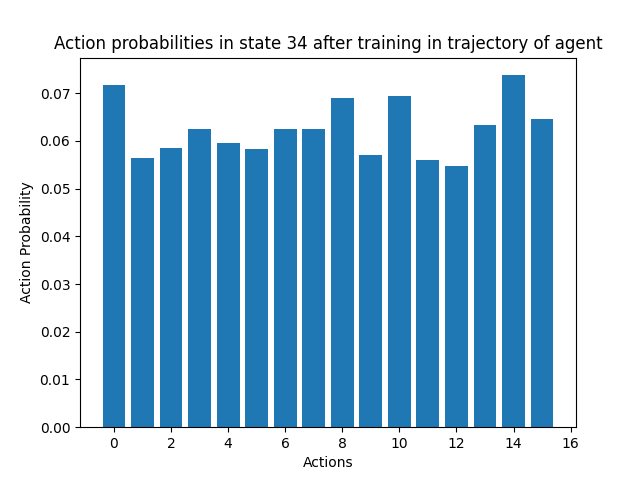 Action probabilities in state 34 after training in trajectory of agent
0.07
0.06
0.05
0.04
0.03
0.02
0.01
0.00
Action Probability
0 2 4 6 8 10 12 14 16
Actions